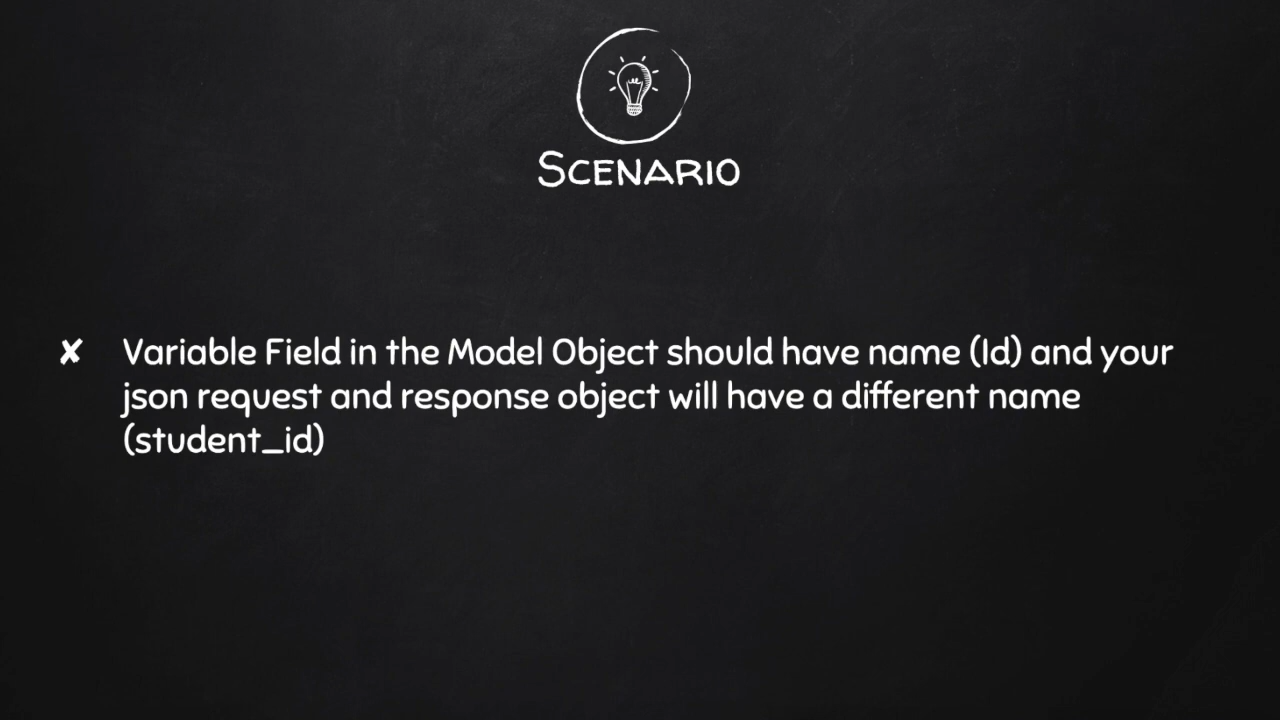 Scenario
✘ Variable Field in the Model Object should have name (Id) and your
json request and response object will have a different name
(student_id)